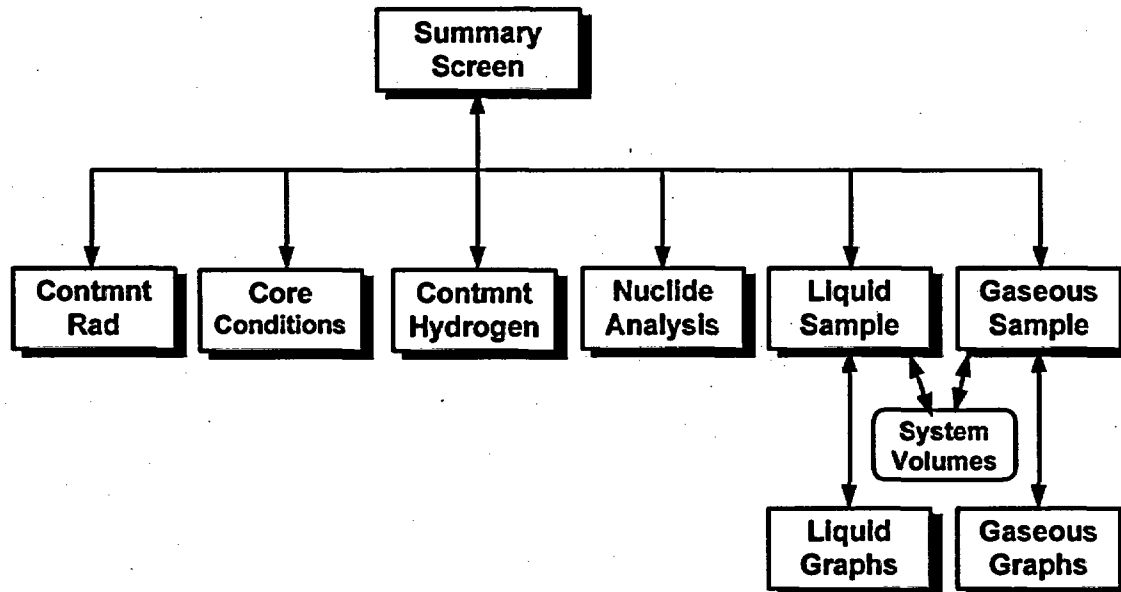 Summary
Screen
Contmnt
Rad
Core
Conditions
Contmnt
Hydrogen
Nuclide
Analysis
Liquid
Sample
Gaseous
Sample
System
Volumes
Liquid
Graphs
Gaseous
Graphs